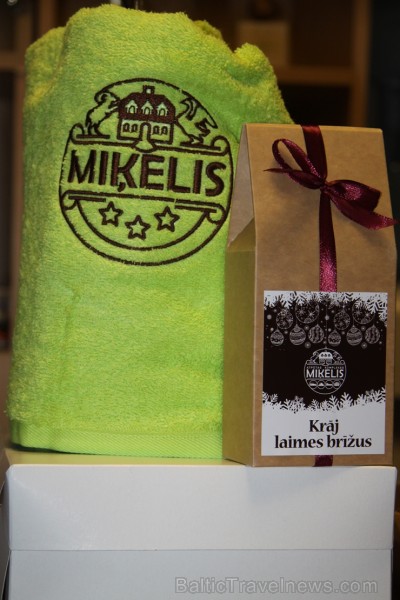 MIĶELIS
MIĶELIS
Krāj
laimes brīžus
BalticTravelnews.com